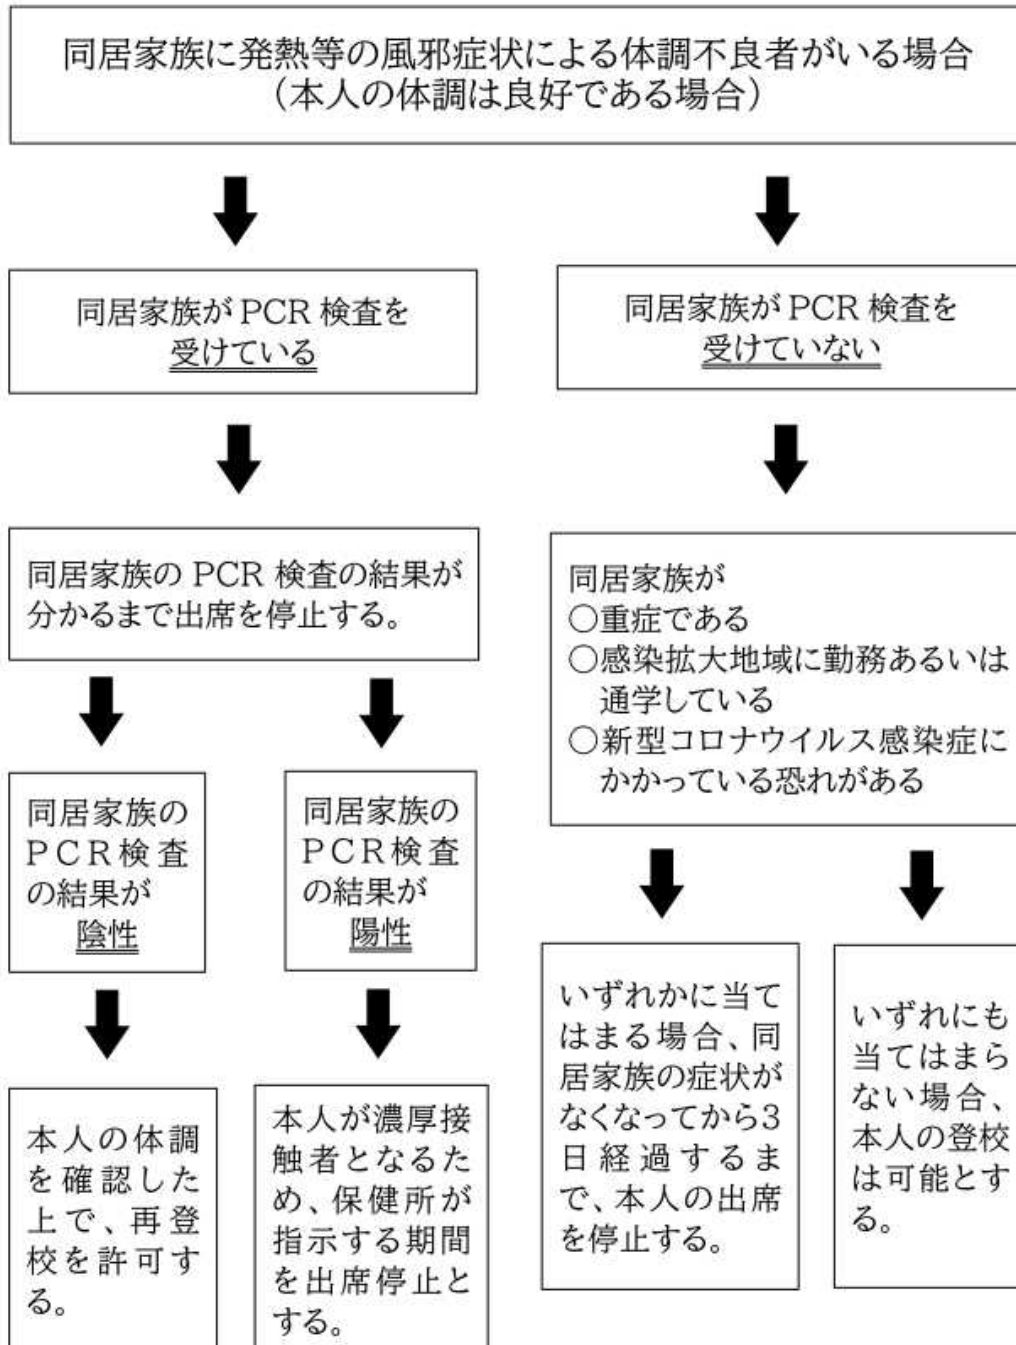 同居家族に発熱等の風邪症状による体調不良者がいる場合
（本人の体調は良好である場合）
同居家族が PCR 検査を
受けている
同居家族が PCR 検査を
受けていない
同居家族の PCR 検査の結果が
分かるまで出席を停止する。
同居家族が
○重症である
○感染拡大地域に勤務あるいは
通学している
○新型コロナウイルス感染症に
かかっている恐れがある
同居家族の
PCR検査
の結果が
陰性
同居家族の
PCR検査
の結果が
陽性
いずれかに当て
はまる場合、同
居家族の症状が
なくなってから3
日経過するま
で、本人の出席
を停止する。
いずれにも
当てはまら
ない場合、
本人の登校
は可能とす
る。
本人の体調
を確認した
上で、再登
校を許可す
る。
本人が濃厚接
触者となるた
め、保健所が
指示する期間
を出席停止と
する。